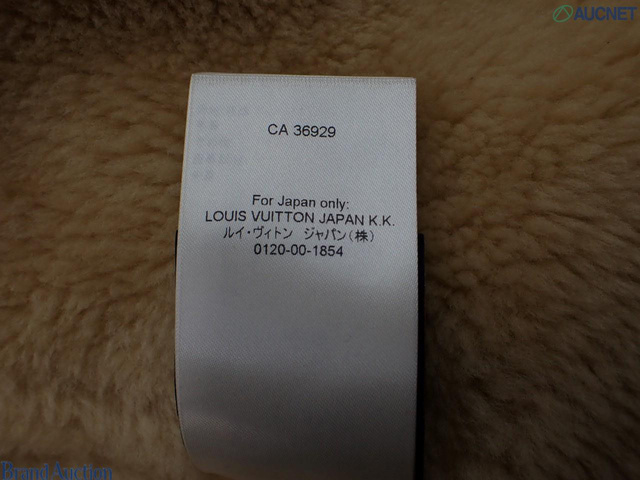 AUCNET
CA 36929
For Japan only:
LOUIS VUITTON JAPAN K.K.
ルイ・ヴィトン ジャパン(株)
0120-00-1854
Brand Auction